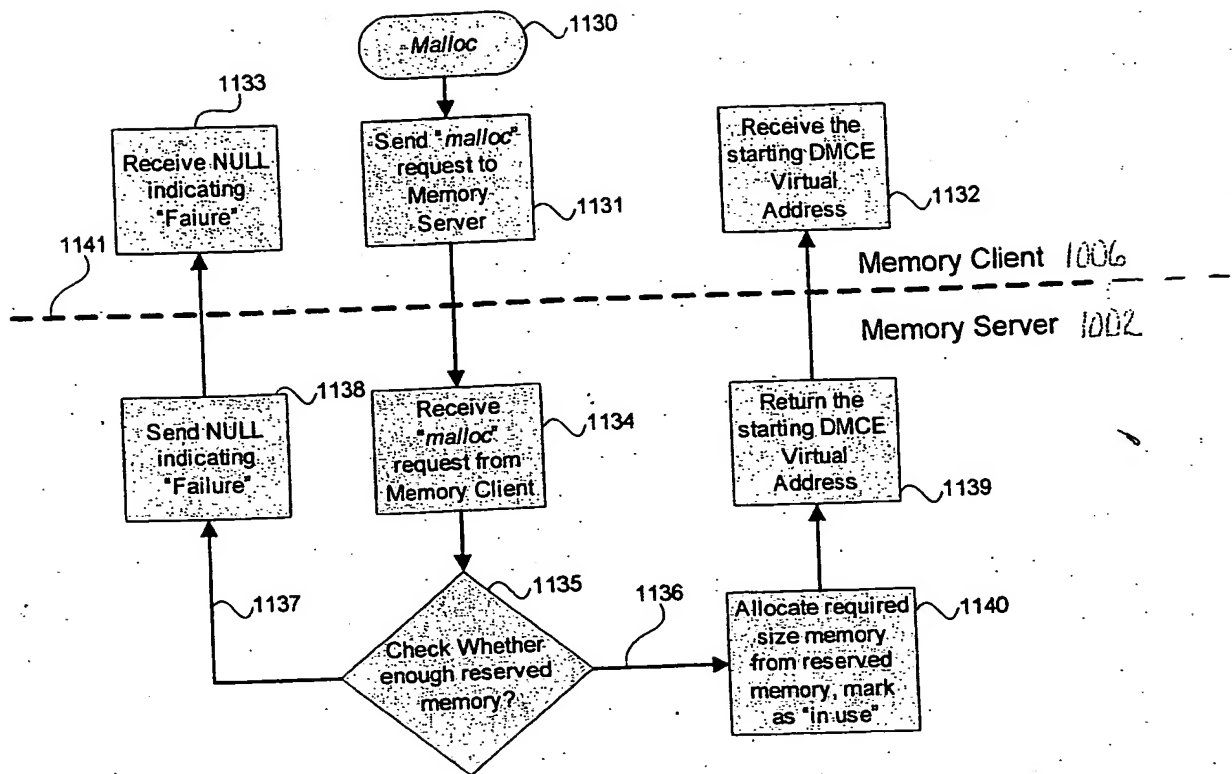 Malloc
1130
1133
Receive NULL
indicating
"Failure"
Send "malloc"
request to
Memory
Server
1131
Receive the
starting DMCE
Virtual
Address
1132
1141
Memory Client 1006
Memory Server 1002
1138
Send NULL
indicating
"Failure"
Receive
"malloc"
request from
Memory Client
1134
Return the
starting DMCE
Virtual
Address
1139
1137
1135
Check Whether
enough reserved
memory?
1136
Allocate required
size memory
from reserved
memory, mark
as "in use"
1140